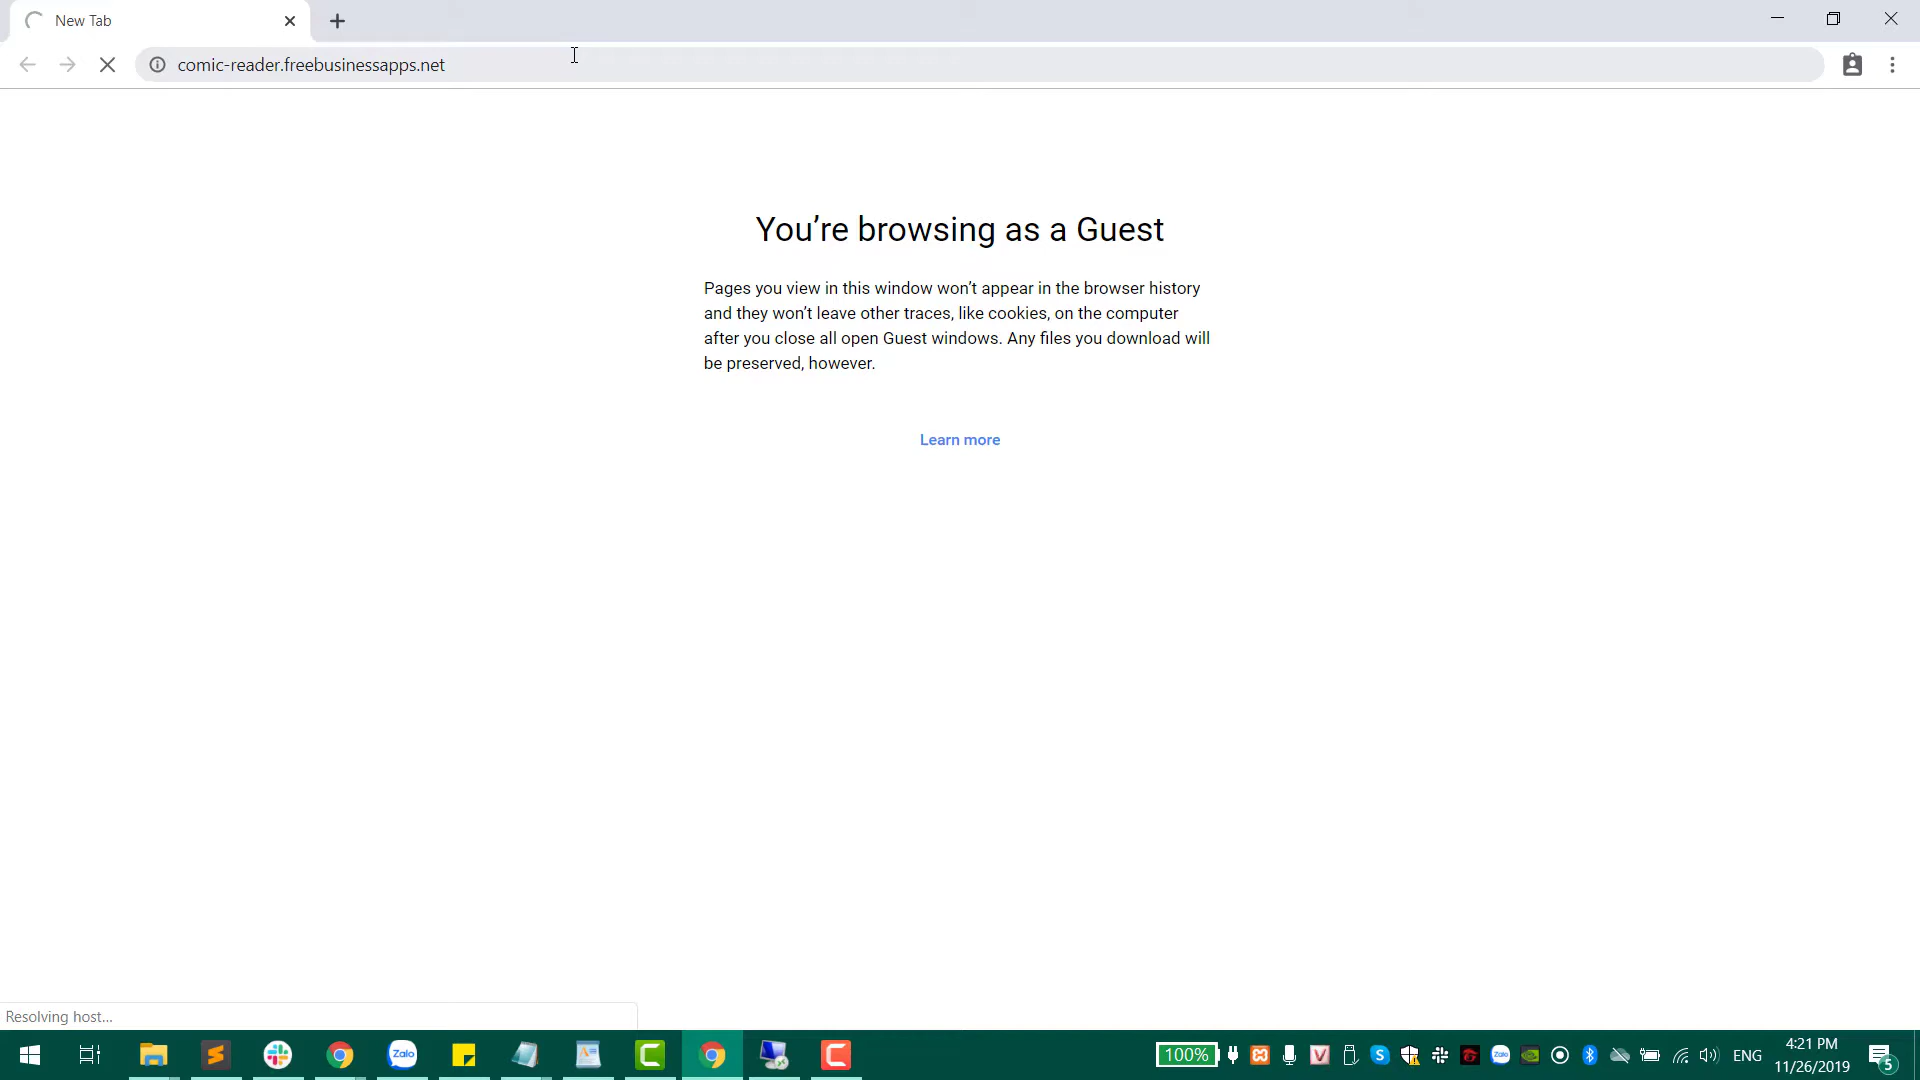 New Tab
comic-reader.freebusinessapps.net
You’re browsing as a Guest
Pages you view in this window won’t appear in the browser history
and they won’t leave other traces, like cookies, on the computer
after you close all open Guest windows. Any files you download will
be preserved, however.
Learn more
Resolving host...
Zalo
100%
ENG
4:21 PM
11/26/2019
5